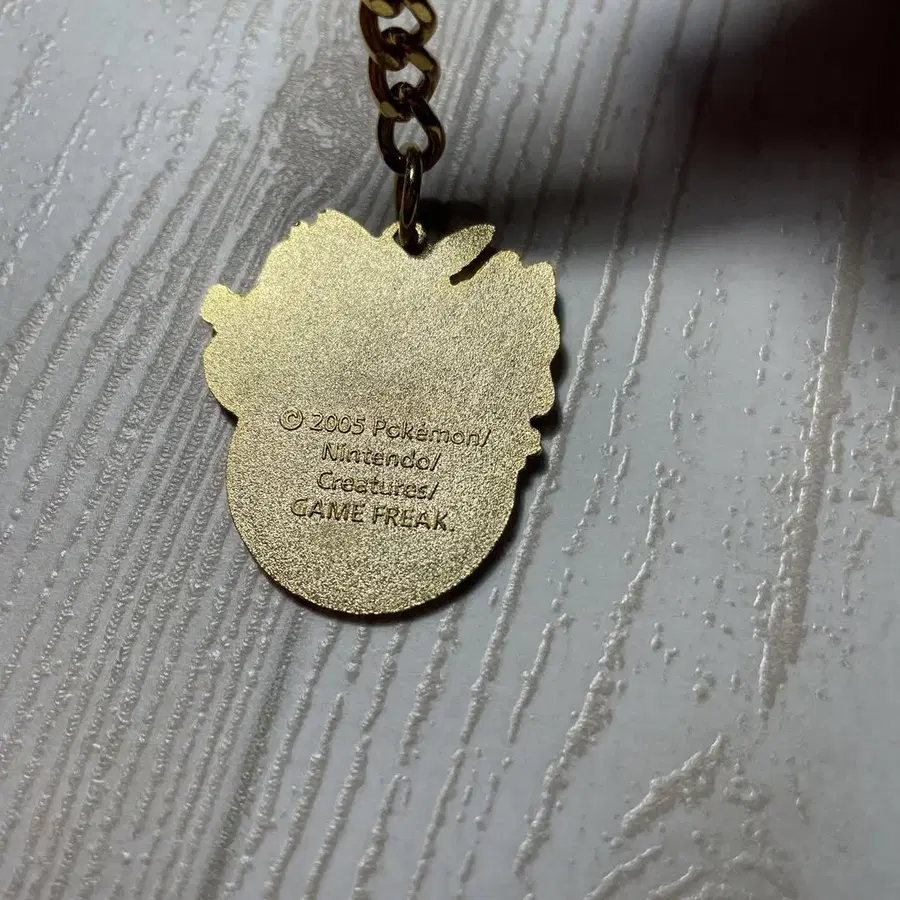 © 2005 Pokémon/
Nintendo/
Creatures/
GAME FREAK.